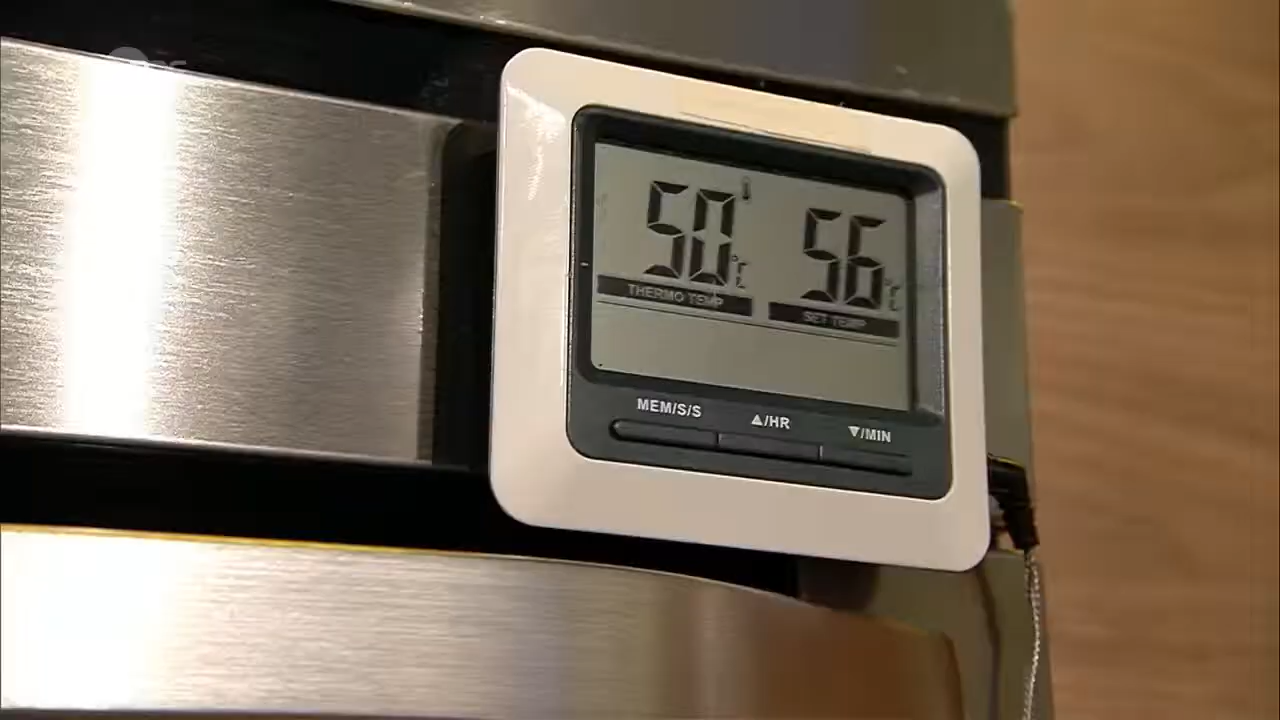 50 °C 56 °C
THERMO TEMP SET TEMP
MEM/S/S ▲/HR ▼/MIN